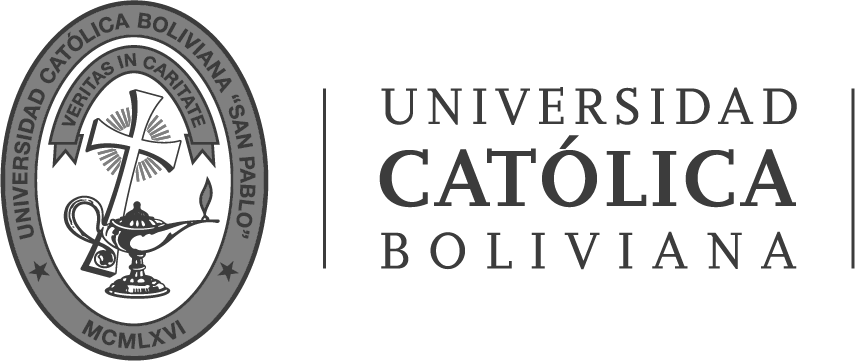 UNIVERSIDAD CATÓLICA BOLIVIANA "SAN PABLO"
VERITAS IN CARITATE
MCMLXVI
UNIVERSIDAD
CATÓLICA
BOLIVIANA